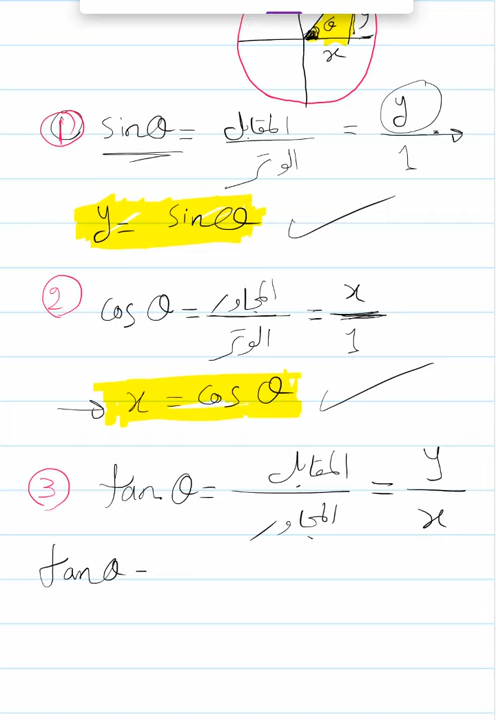 θ y
x
① sinθ = المقابل / الوتر = y / 1
y = sinθ
② cos θ = المجاور / الوتر = x / 1
x = cos θ
③ tan θ = المقابل / المجاور = y / x
tanθ =